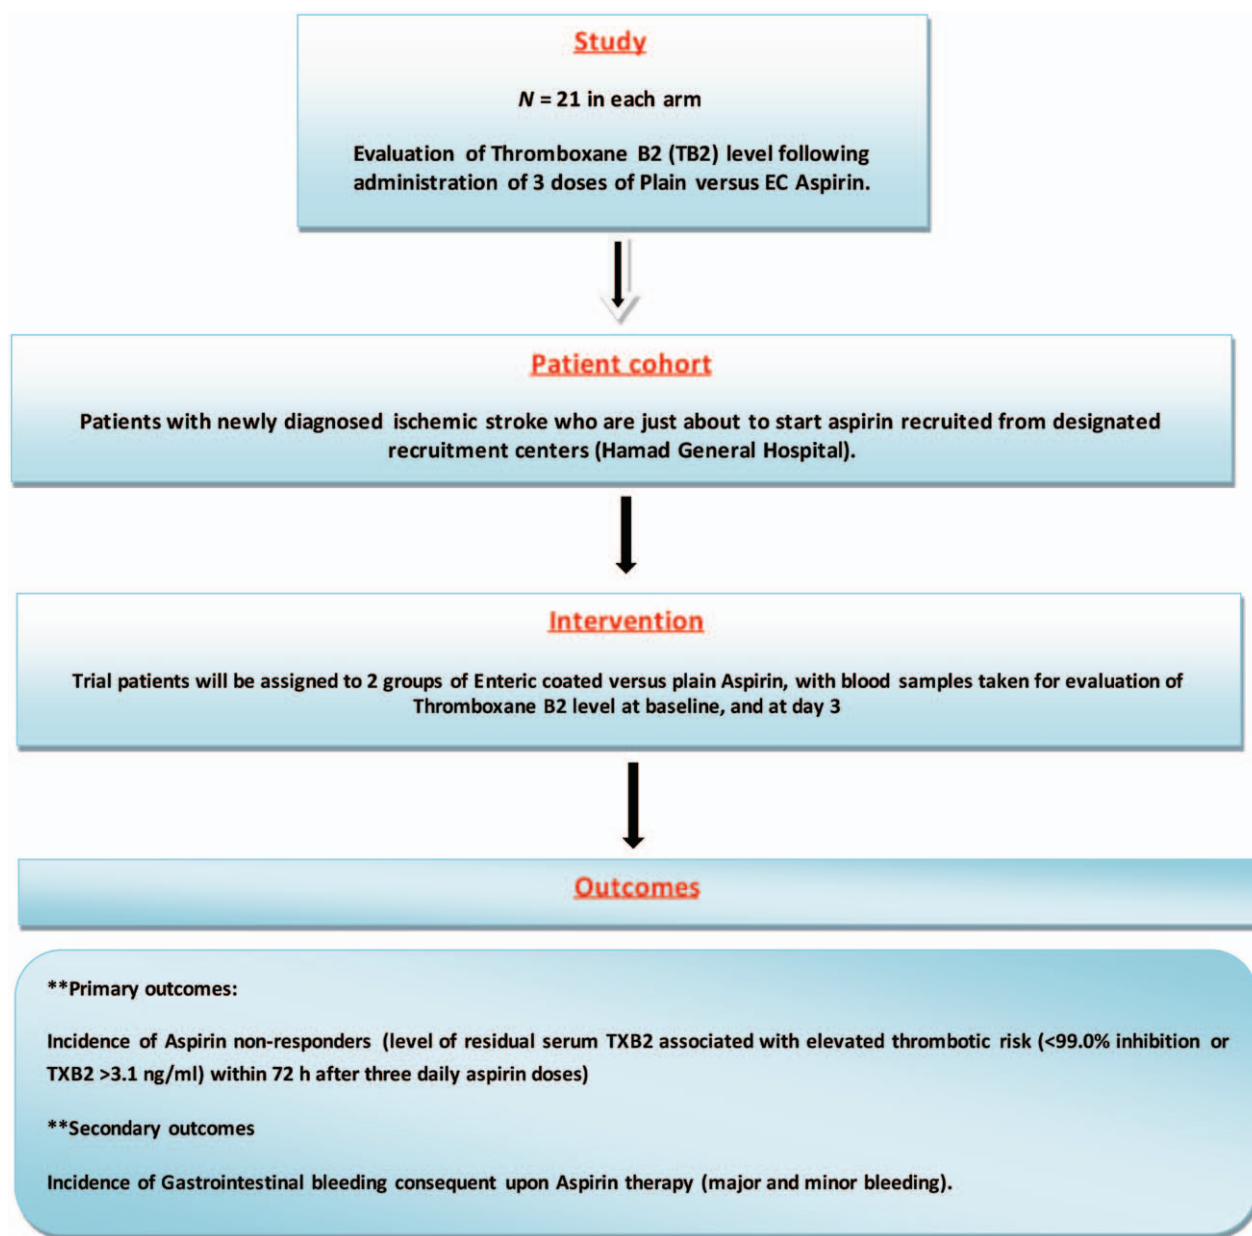 Study
N = 21 in each arm
Evaluation of Thromboxane B2 (TB2) level following
administration of 3 doses of Plain versus EC Aspirin.
Patient cohort
Patients with newly diagnosed ischemic stroke who are just about to start aspirin recruited from designated
recruitment centers (Hamad General Hospital).
Intervention
Trial patients will be assigned to 2 groups of Enteric coated versus plain Aspirin, with blood samples taken for evaluation of
Thromboxane B2 level at baseline, and at day 3
Outcomes
**Primary outcomes:
Incidence of Aspirin non-responders (level of residual serum TXB2 associated with elevated thrombotic risk (<99.0% inhibition or
TXB2 >3.1 ng/ml) within 72 h after three daily aspirin doses)
**Secondary outcomes
Incidence of Gastrointestinal bleeding consequent upon Aspirin therapy (major and minor bleeding).